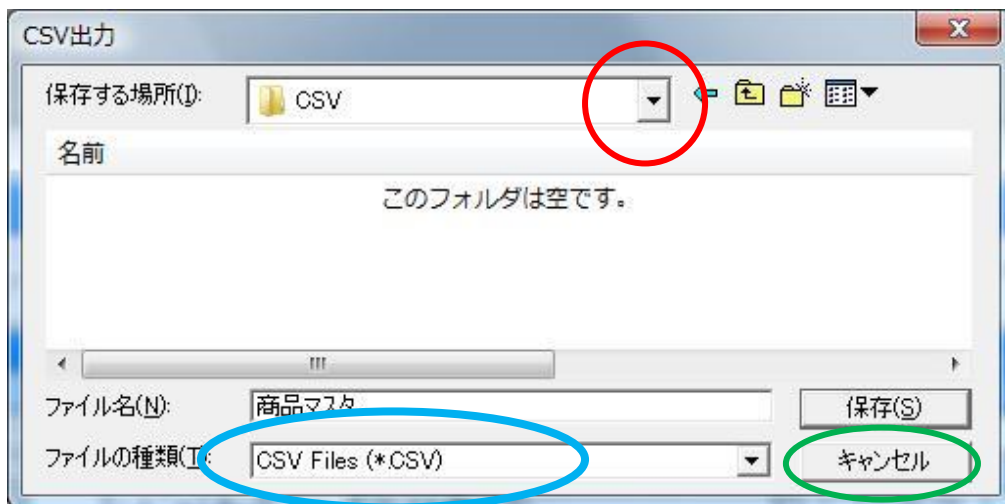 CSV出力
保存する場所(I):
CSV
名前
このフォルダは空です。
ファイル名(N):
商品マスタ
保存(S)
ファイルの種類(T):
CSV Files (*.CSV)
キャンセル